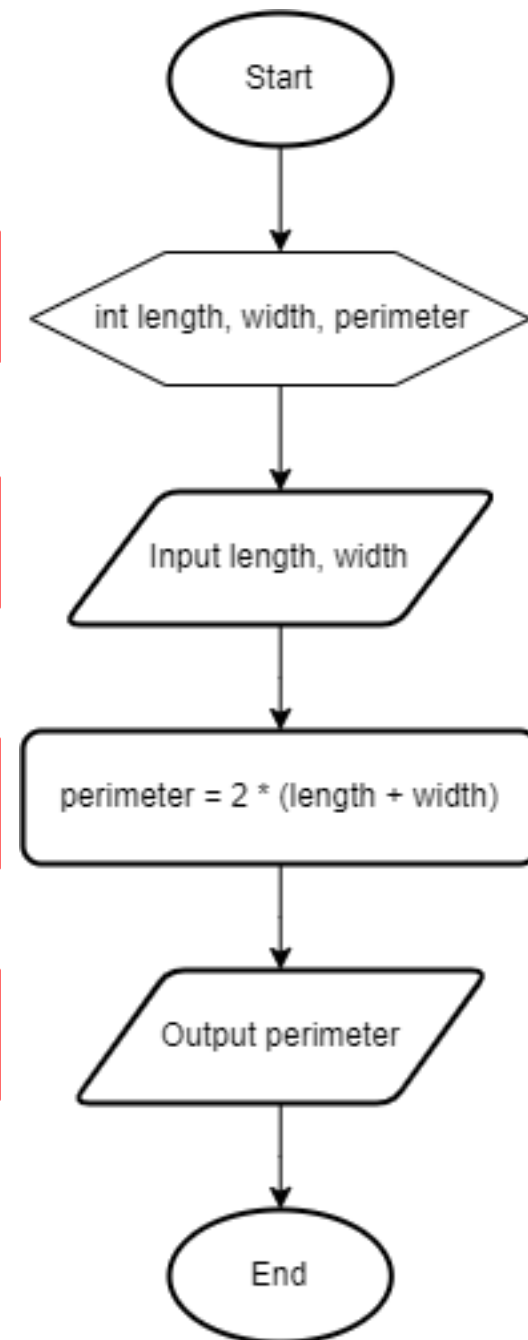 Start
int length, width, perimeter
Input length, width
perimeter = 2 * (length + width)
Output perimeter
End